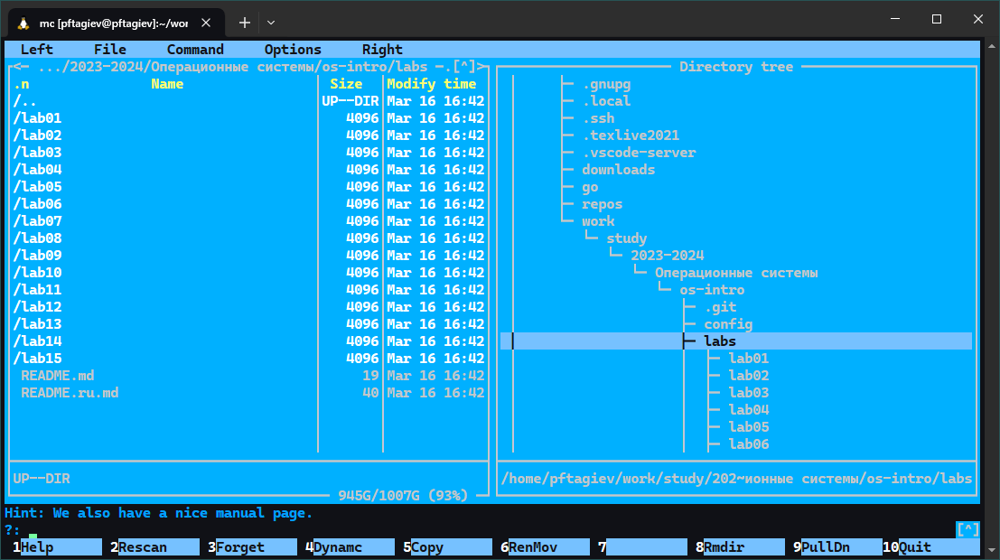 mc [pftagiev@pftagiev]:~/wor
Left File Command Options Right
<─ .../2023-2024/Операционные системы/os-intro/labs ─.[^]>
.n Name Size Modify time
/.. UP--DIR Mar 16 16:42
/lab01 4096 Mar 16 16:42
/lab02 4096 Mar 16 16:42
/lab03 4096 Mar 16 16:42
/lab04 4096 Mar 16 16:42
/lab05 4096 Mar 16 16:42
/lab06 4096 Mar 16 16:42
/lab07 4096 Mar 16 16:42
/lab08 4096 Mar 16 16:42
/lab09 4096 Mar 16 16:42
/lab10 4096 Mar 16 16:42
/lab11 4096 Mar 16 16:42
/lab12 4096 Mar 16 16:42
/lab13 4096 Mar 16 16:42
/lab14 4096 Mar 16 16:42
/lab15 4096 Mar 16 16:42
README.md 19 Mar 16 16:42
README.ru.md 40 Mar 16 16:42
UP--DIR
945G/1007G (93%)
Directory tree
.gnupg
.local
.ssh
.texlive2021
.vscode-server
downloads
go
repos
work
study
2023-2024
Операционные системы
os-intro
.git
config
labs
lab01
lab02
lab03
lab04
lab05
lab06
/home/pftagiev/work/study/202~ионные системы/os-intro/labs
Hint: We also have a nice manual page.
?: [^]
1Help 2Rescan 3Forget 4Dynamc 5Copy 6RenMov 7 8Rmdir 9PullDn 10Quit